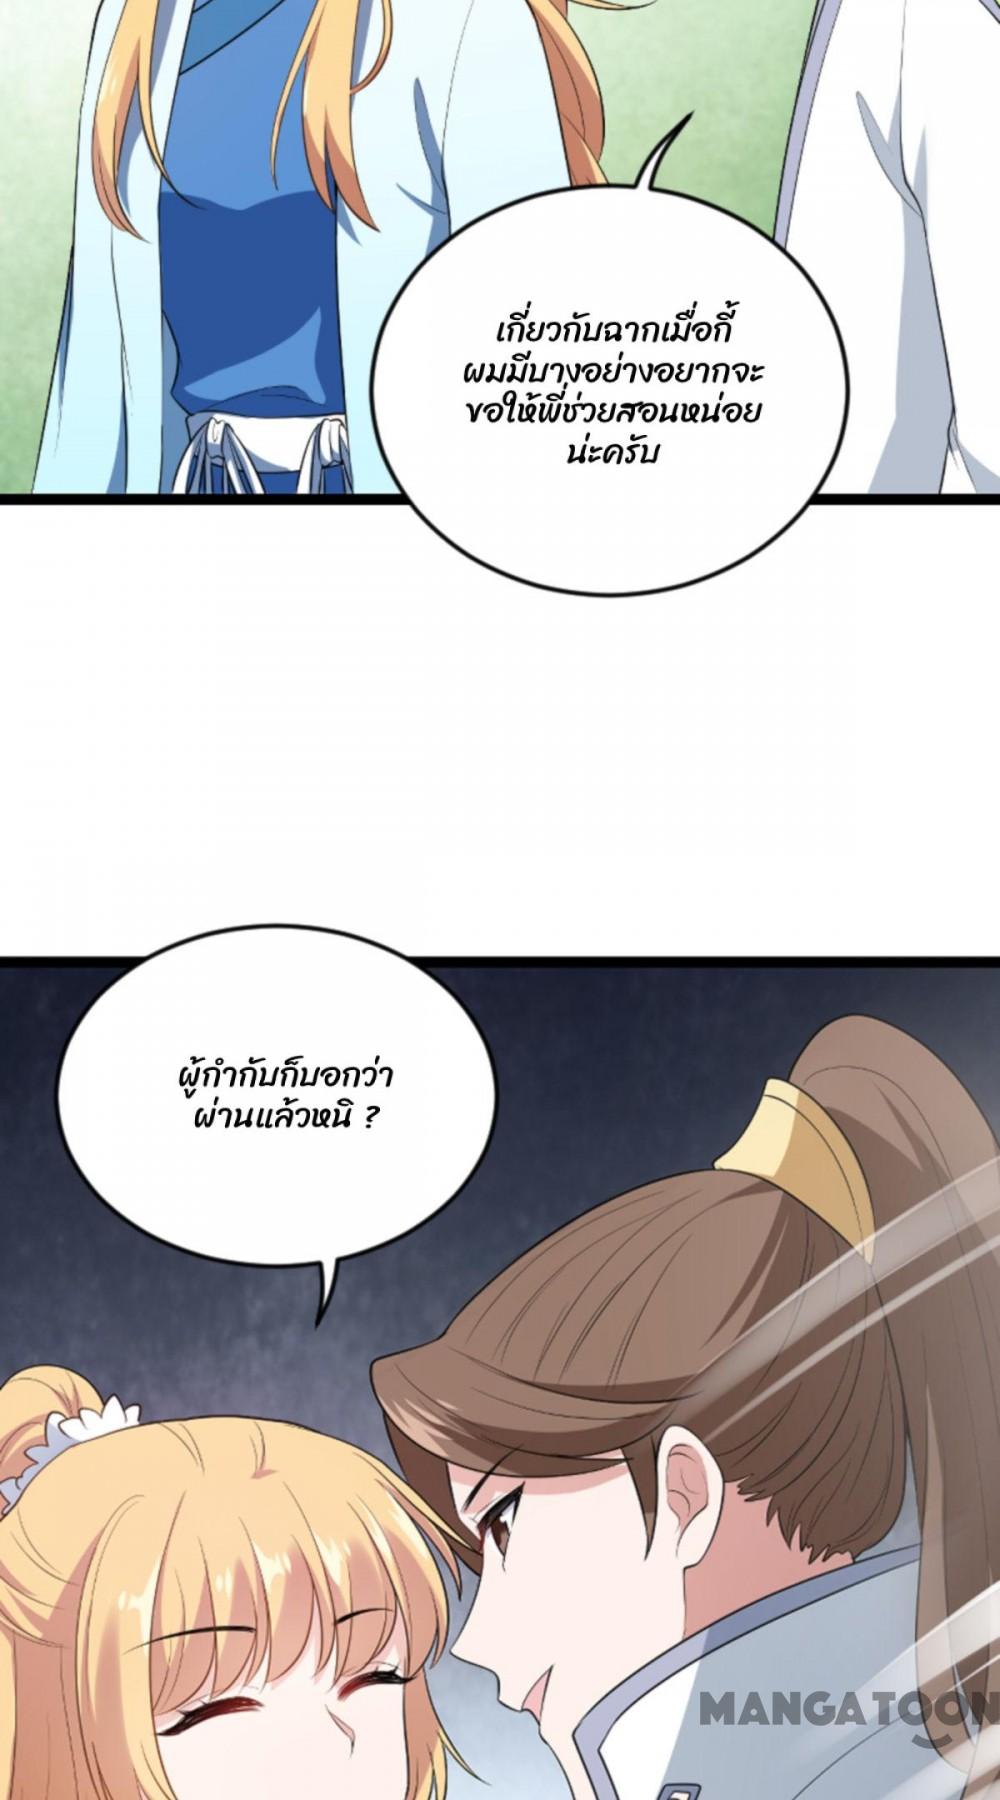 เกี่ยวกับฉากเมื่อกี้
ผมมีบางอย่างอยากจะ
ขอให้พี่ช่วยสอนหน่อย
น่ะครับ
ผู้กำกับก็บอกว่า
ผ่านแล้วหนิ ?
MANGATOON